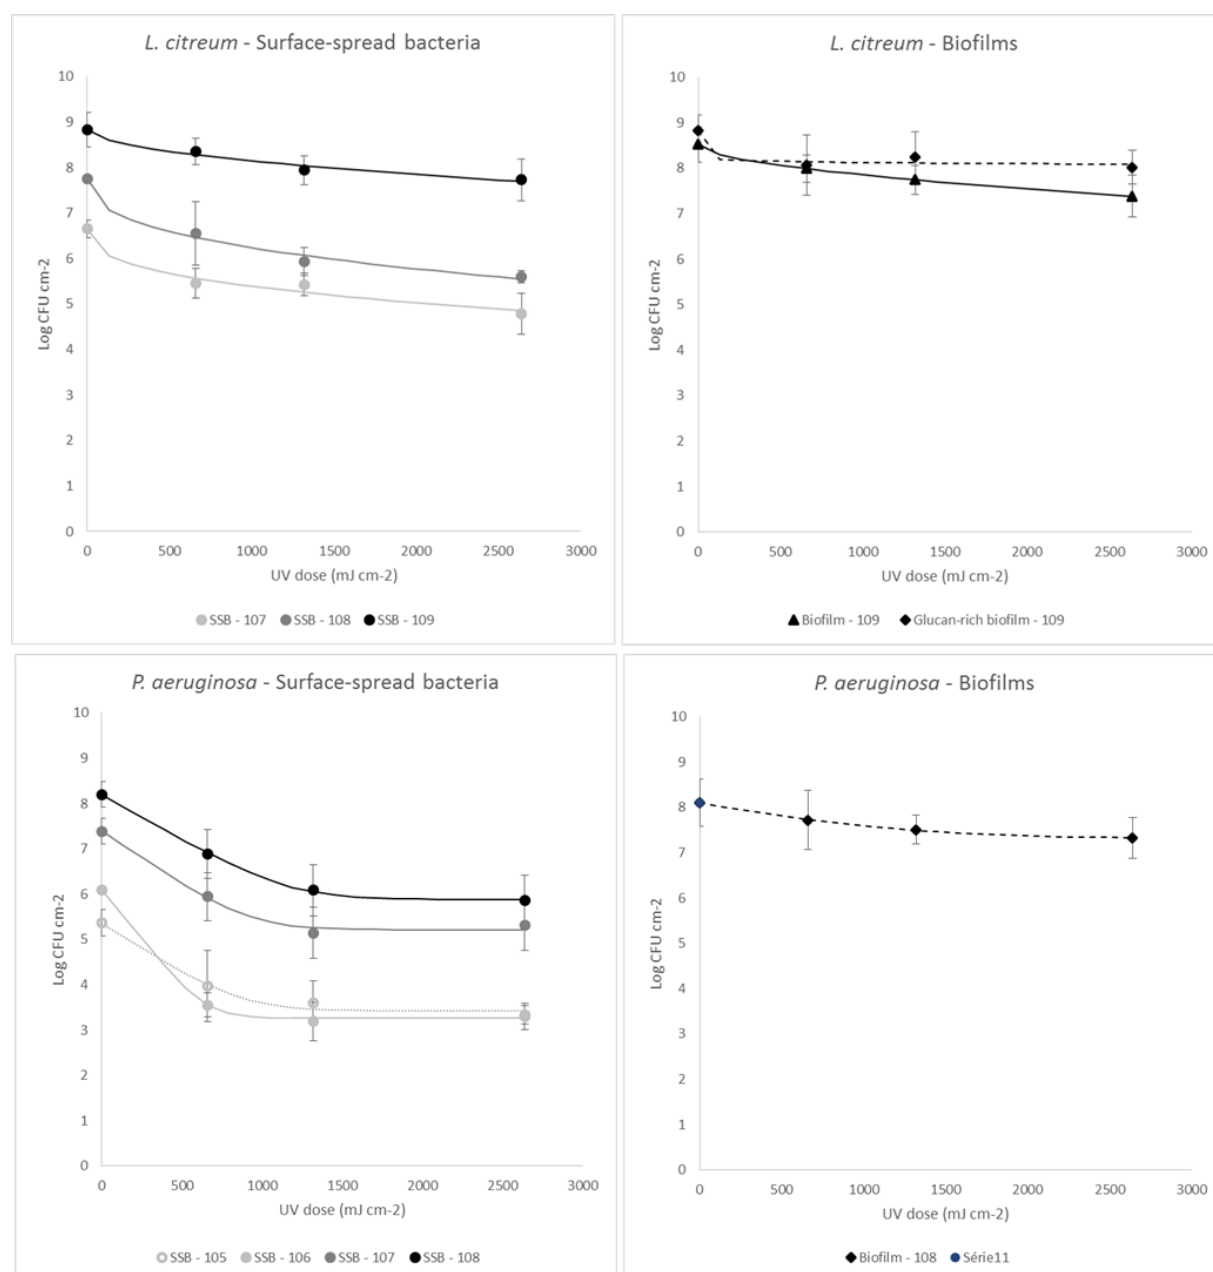 L. citreum - Surface-spread bacteria
10
9
8
7
6
5
4
3
2
1
0
Log CFU cm-2
0 500 1000 1500 2000 2500 3000
UV dose (mJ cm-2)
SSB - 107 SSB - 108 SSB - 109
L. citreum - Biofilms
10
9
8
7
6
5
4
3
2
1
0
Log CFU cm-2
0 500 1000 1500 2000 2500 3000
UV dose (mJ cm-2)
Biofilm - 109 Glucan-rich biofilm - 109
P. aeruginosa - Surface-spread bacteria
10
9
8
7
6
5
4
3
2
1
0
Log CFU cm-2
0 500 1000 1500 2000 2500 3000
UV dose (mJ cm-2)
SSB - 105 SSB - 106 SSB - 107 SSB - 108
P. aeruginosa - Biofilms
10
9
8
7
6
5
4
3
2
1
0
Log CFU cm-2
0 500 1000 1500 2000 2500 3000
UV dose (mJ cm-2)
Biofilm - 108 Série11